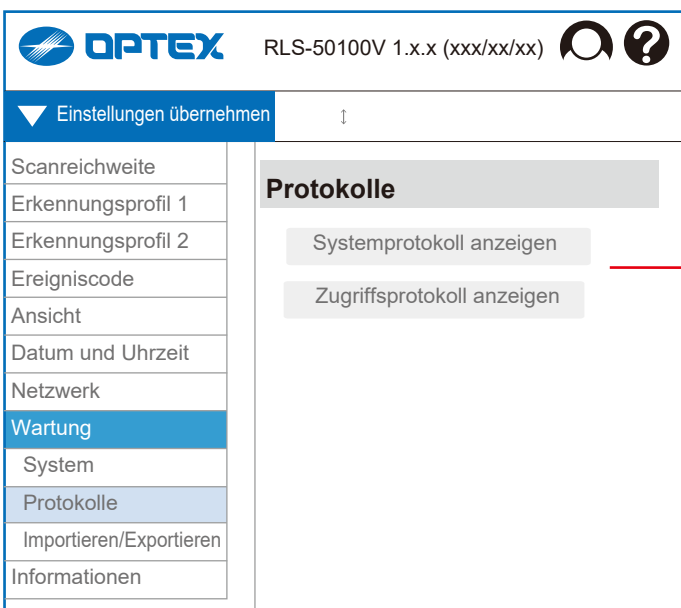 OPTEX RLS-50100V 1.x.x (xxx/xx/xx) ?
Einstellungen übernehmen
Scanreichweite
Erkennungsprofil 1
Erkennungsprofil 2
Ereigniscode
Ansicht
Datum und Uhrzeit
Netzwerk
Wartung
System
Protokolle
Importieren/Exportieren
Informationen
Protokolle
Systemprotokoll anzeigen
Zugriffsprotokoll anzeigen